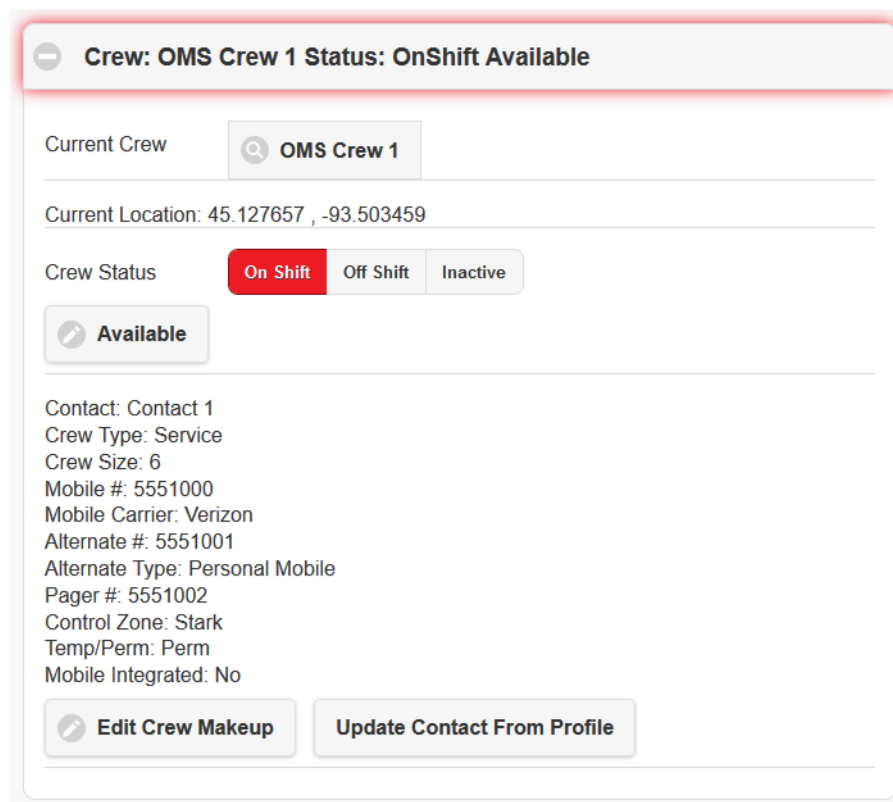 Crew: OMS Crew 1 Status: OnShift Available
Current Crew OMS Crew 1
Current Location: 45.127657 , -93.503459
Crew Status On Shift Off Shift Inactive
Available
Contact: Contact 1
Crew Type: Service
Crew Size: 6
Mobile #: 5551000
Mobile Carrier: Verizon
Alternate #: 5551001
Alternate Type: Personal Mobile
Pager #: 5551002
Control Zone: Stark
Temp/Perm: Perm
Mobile Integrated: No
Edit Crew Makeup Update Contact From Profile